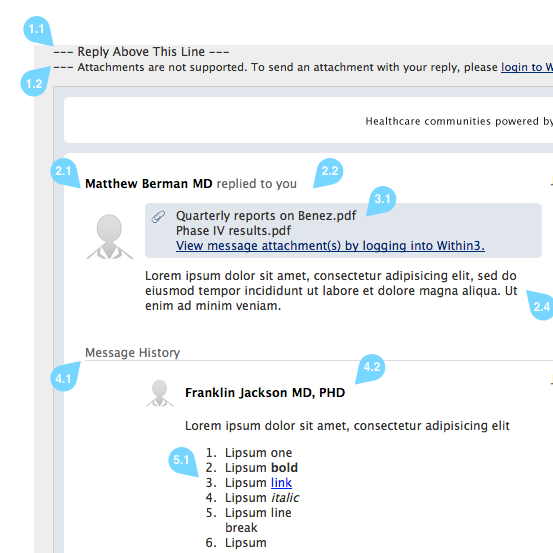 1.1
--- Reply Above This Line ---
--- Attachments are not supported. To send an attachment with your reply, please login to W
1.2
Healthcare communities powered by
2.1
2.2
Matthew Berman MD replied to you
3.1
Quarterly reports on Benez.pdf
Phase IV results.pdf
View message attachment(s) by logging into Within3.
Lorem ipsum dolor sit amet, consectetur adipisicing elit, sed do
eiusmod tempor incididunt ut labore et dolore magna aliqua. Ut
enim ad minim veniam.
2.4
Message History
4.1
4.2
Franklin Jackson MD, PHD
Lorem ipsum dolor sit amet, consectetur adipisicing elit
5.1
1. Lipsum one
2. Lipsum bold
3. Lipsum link
4. Lipsum italic
5. Lipsum line
break
6. Lipsum